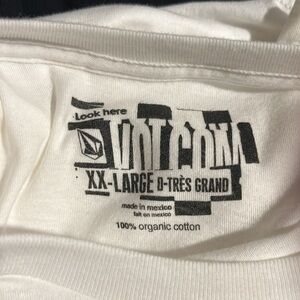 Look here
VOLCOM
XX-LARGE D-TRÈS GRAND
made in mexico
fait en mexico
100% organic cotton